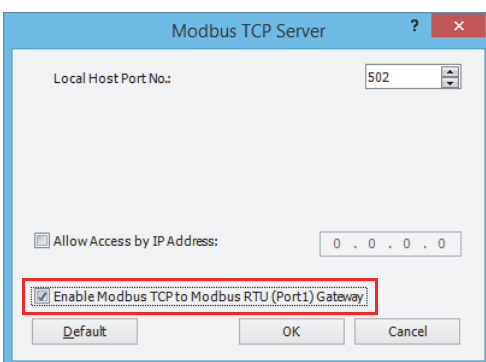 Modbus TCP Server
? ×
Local Host Port No.: 502
Allow Access by IP Address: 0 . 0 . 0 . 0
Enable Modbus TCP to Modbus RTU (Port1) Gateway
Default OK Cancel